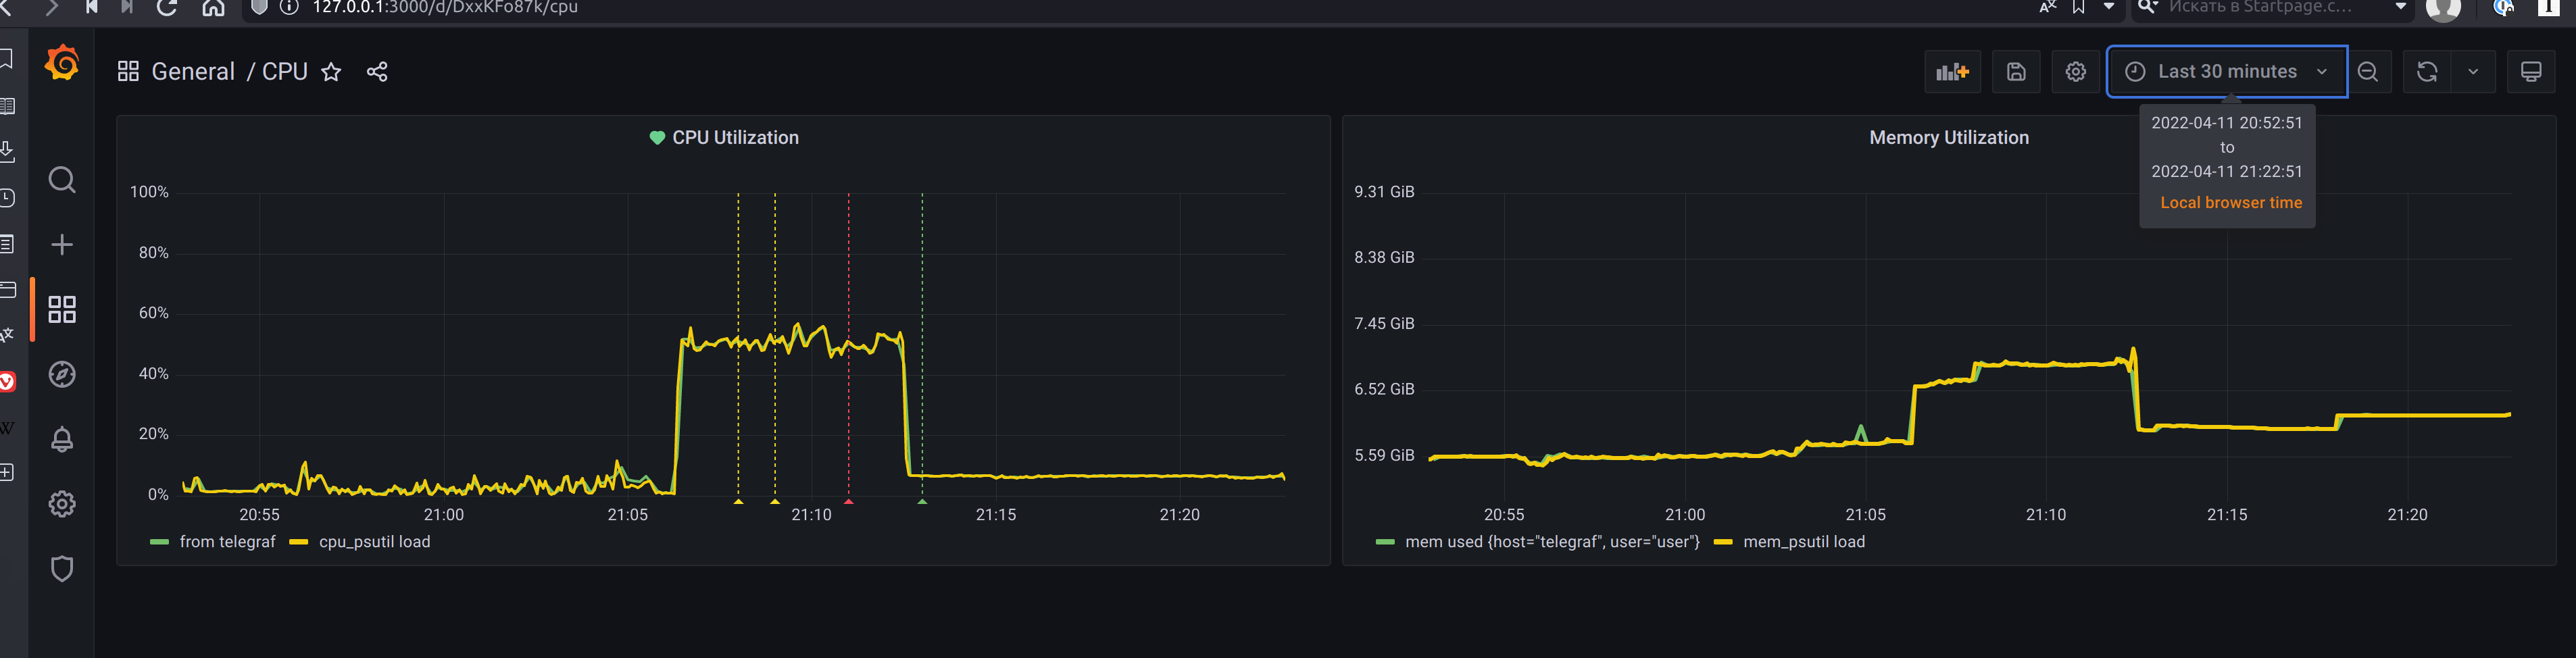 127.0.0.1:3000/d/DxxKFo87k/cpu
Искать в Startpage.c...
General / CPU
Last 30 minutes
2022-04-11 20:52:51
to
2022-04-11 21:22:51
Local browser time
CPU Utilization
100%
80%
60%
40%
20%
0%
20:55 21:00 21:05 21:10 21:15 21:20
from telegraf cpu_psutil load
Memory Utilization
9.31 GiB
8.38 GiB
7.45 GiB
6.52 GiB
5.59 GiB
20:55 21:00 21:05 21:10 21:15 21:20
mem used {host="telegraf", user="user"} mem_psutil load
W